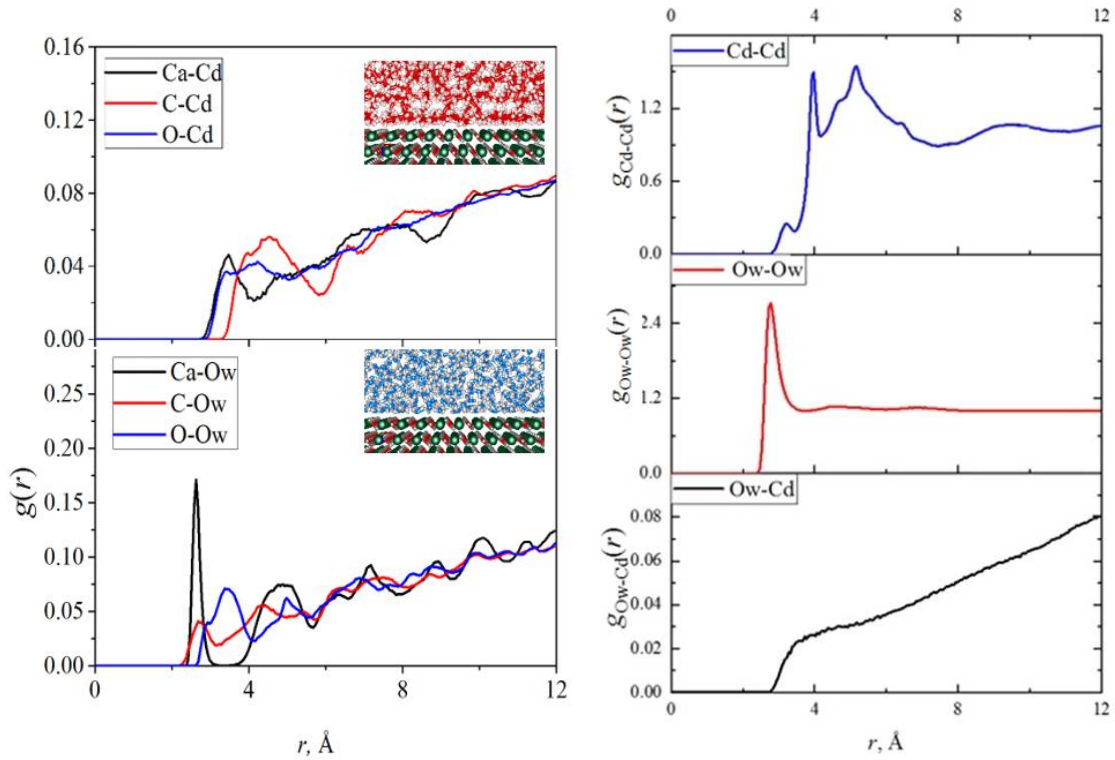 0.16
0.12
0.08
0.04
0.00
Ca-Cd
C-Cd
O-Cd
0.25
0.20
0.15
0.10
0.05
0.00
Ca-Ow
C-Ow
O-Ow
g(r)
0 4 8 12
r, Å
0 4 8 12
Cd-Cd
1.2
0.6
0.0
gCd-Cd(r)
Ow-Ow
2.4
1.2
0.0
gOw-Ow(r)
Ow-Cd
0.08
0.06
0.04
0.02
0.00
gOw-Cd(r)
0 4 8 12
r, Å